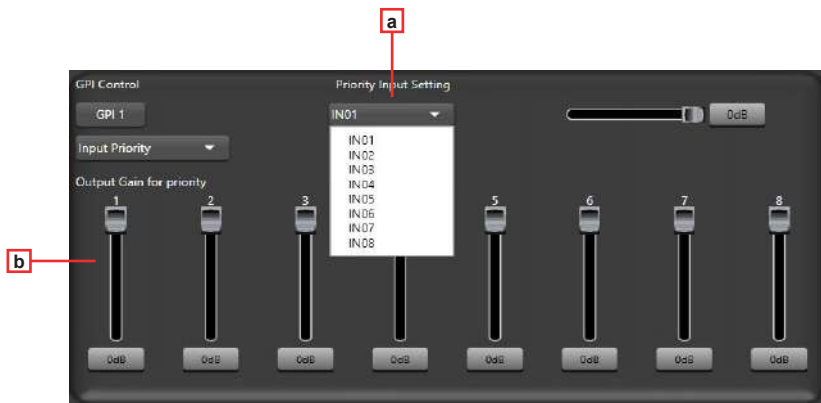 a
GPI Control
Priority Input Setting
GPI 1
IN01
0dB
Input Priority
IN01
IN02
IN03
IN04
IN05
IN06
IN07
IN08
Output Gain for priority
1 2 3 5 6 7 8
b
0dB 0dB 0dB 0dB 0dB 0dB 0dB 0dB